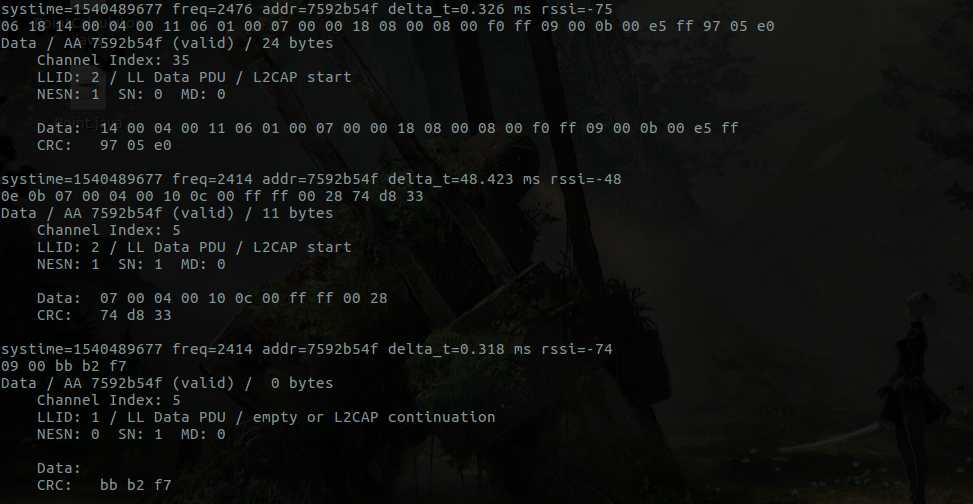 systime=1540489677 freq=2476 addr=7592b54f delta_t=0.326 ms rssi=-75
06 18 14 00 04 00 11 06 01 00 07 00 00 18 08 00 08 00 f0 ff 09 00 0b 00 e5 ff 97 05 e0
Data / AA 7592b54f (valid) / 24 bytes
    Channel Index: 35
    LLID: 2 / LL Data PDU / L2CAP start
    NESN: 1  SN: 0  MD: 0

    Data:  14 00 04 00 11 06 01 00 07 00 00 18 08 00 08 00 f0 ff 09 00 0b 00 e5 ff
    CRC:   97 05 e0

systime=1540489677 freq=2414 addr=7592b54f delta_t=48.423 ms rssi=-48
0e 0b 07 00 04 00 10 0c 00 ff ff 00 28 74 d8 33
Data / AA 7592b54f (valid) / 11 bytes
    Channel Index: 5
    LLID: 2 / LL Data PDU / L2CAP start
    NESN: 1  SN: 1  MD: 0

    Data:  07 00 04 00 10 0c 00 ff ff 00 28
    CRC:   74 d8 33

systime=1540489677 freq=2414 addr=7592b54f delta_t=0.318 ms rssi=-74
09 00 bb b2 f7
Data / AA 7592b54f (valid) /  0 bytes
    Channel Index: 5
    LLID: 1 / LL Data PDU / empty or L2CAP continuation
    NESN: 0  SN: 1  MD: 0

    Data:
    CRC:   bb b2 f7